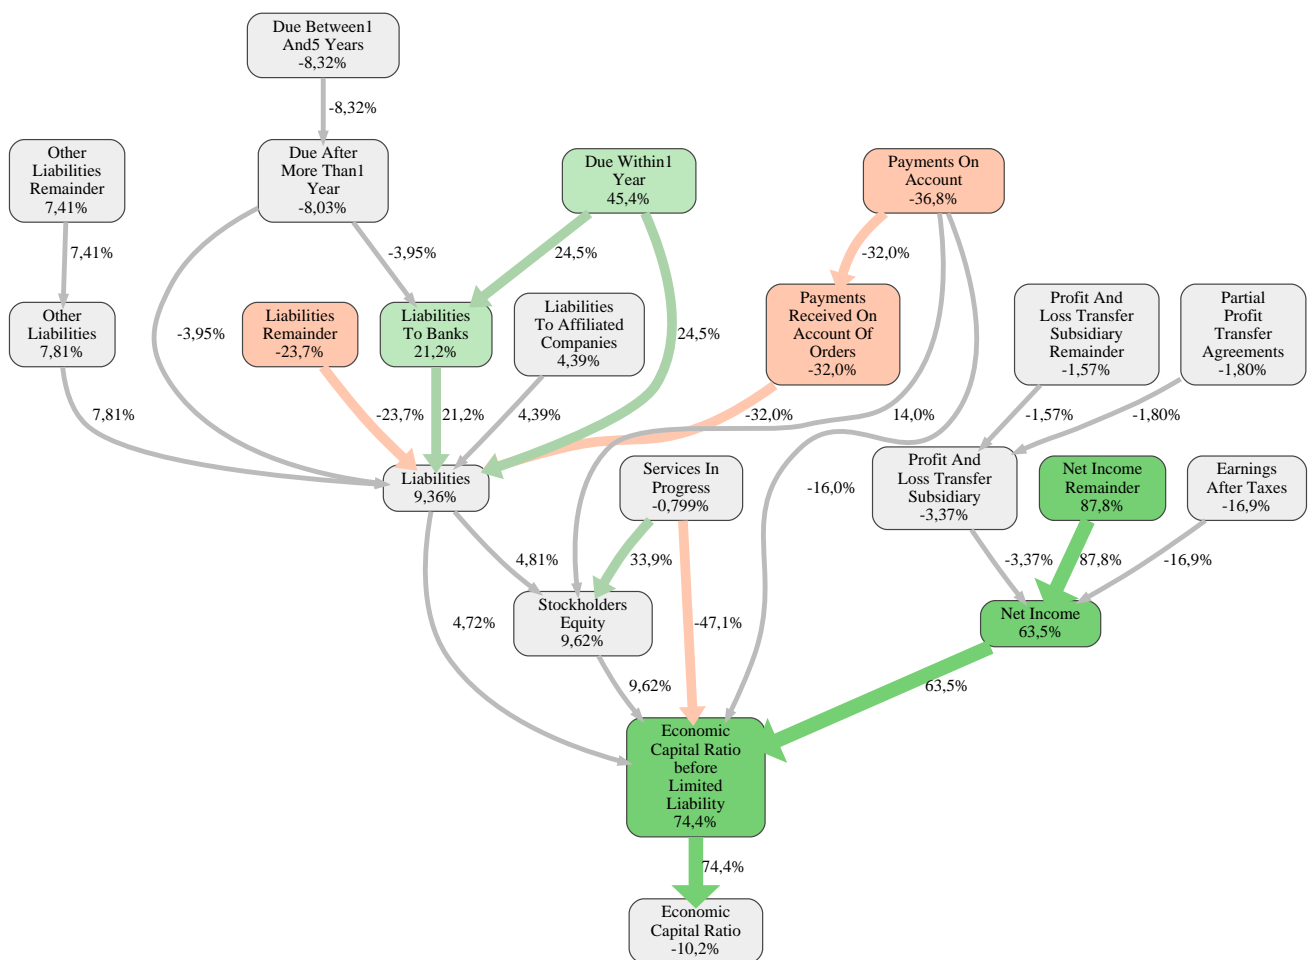 Due Between1
And5 Years
-8,32%
-8,32%
Other
Liabilities
Remainder
7,41%
Due After
More Than1
Year
-8,03%
Due Within1
Year
45,4%
Payments On
Account
-36,8%
7,41%
-3,95%
24,5%
-32,0%
Other
Liabilities
7,81%
-3,95%
Liabilities
Remainder
-23,7%
Liabilities
To Banks
21,2%
Liabilities
To Affiliated
Companies
4,39%
24,5%
Payments
Received On
Account Of
Orders
-32,0%
Profit And
Loss Transfer
Subsidiary
Remainder
-1,57%
Partial
Profit
Transfer
Agreements
-1,80%
7,81%
-23,7%
21,2%
4,39%
-32,0%
14,0%
-1,57%
-1,80%
Liabilities
9,36%
Services In
Progress
-0,799%
-16,0%
Profit And
Loss Transfer
Subsidiary
-3,37%
Net Income
Remainder
87,8%
Earnings
After Taxes
-16,9%
4,81%
33,9%
-3,37%
87,8%
-16,9%
4,72%
Stockholders
Equity
9,62%
-47,1%
Net Income
63,5%
9,62%
63,5%
Economic
Capital Ratio
before
Limited
Liability
74,4%
74,4%
Economic
Capital Ratio
-10,2%